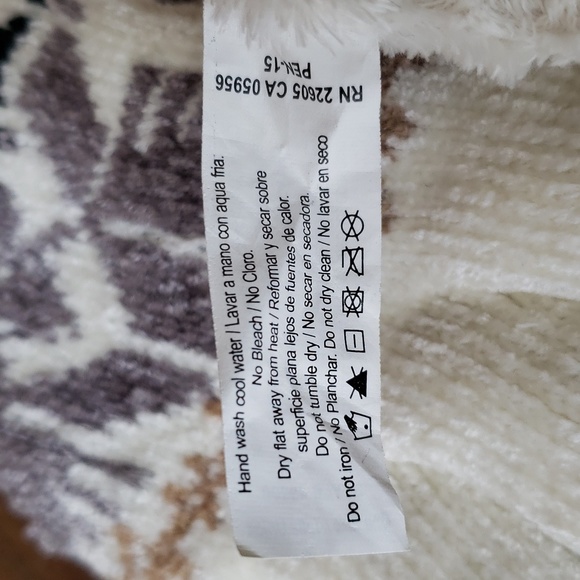 RN 22605 CA 05956
PEN-15
Hand wash cool water / Lavar a mano con aqua fria.
No Bleach / No Cloro.
Dry flat away from heat / Reformar y secar sobre
superficie plana lejos de fuentes de calor.
Do not tumble dry / No secar en secadora.
Do not iron / No Planchar. Do not dry clean / No lavar en seco